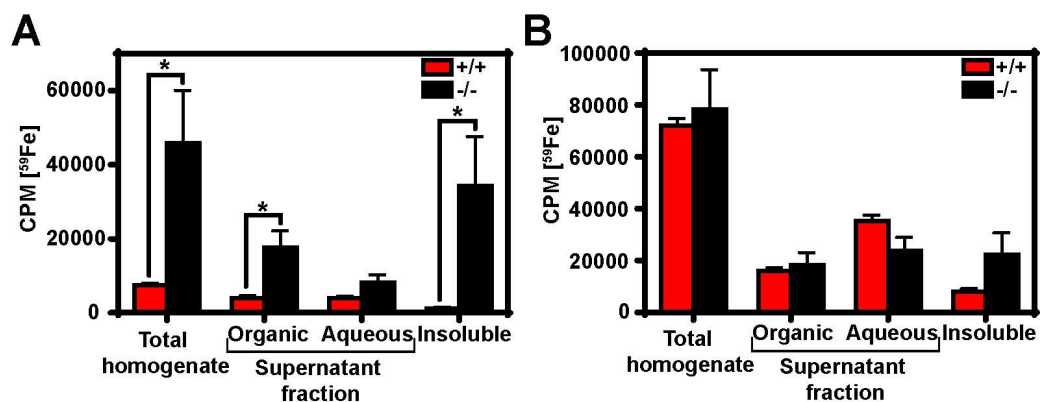 A
CPM [⁵⁹Fe]
60000
40000
20000
0
+/+
-/-
*
*
*
Total
homogenate
Organic
Aqueous
Insoluble
Supernatant
fraction
B
CPM [⁵⁹Fe]
100000
80000
60000
40000
20000
0
+/+
-/-
Total
homogenate
Organic
Aqueous
Insoluble
Supernatant
fraction